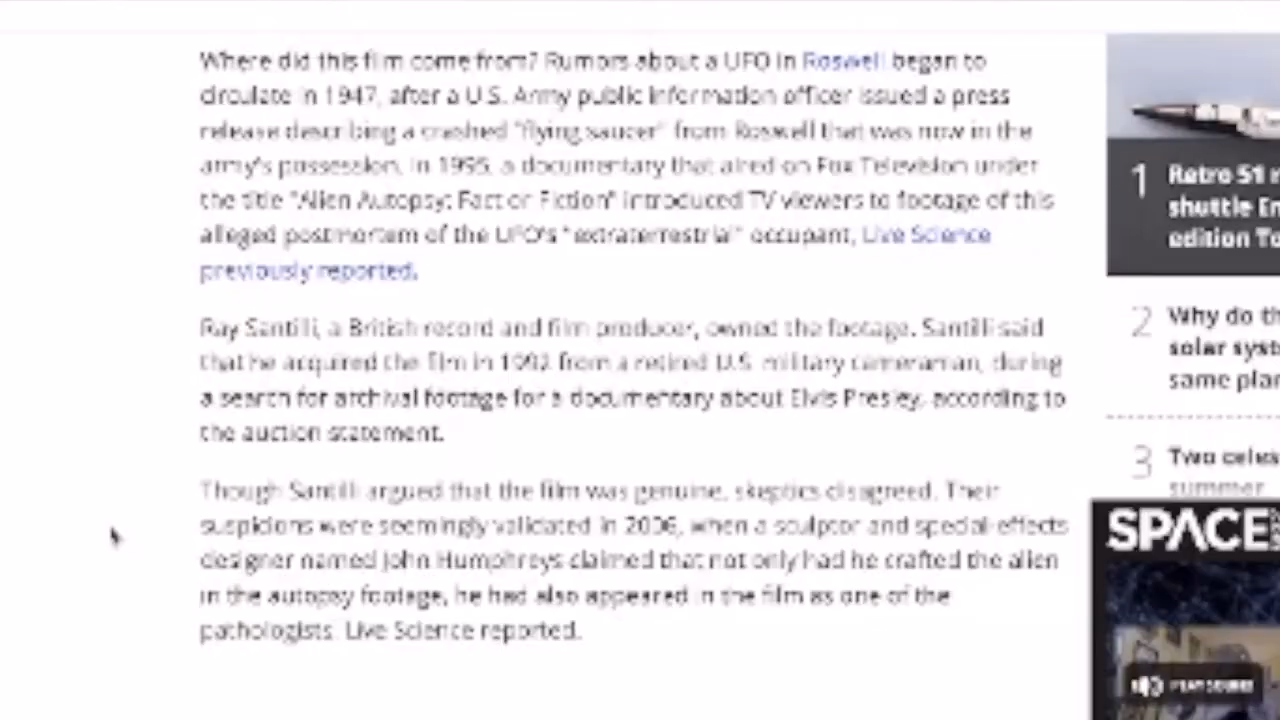 Where did this film come from? Rumors about a UFO in Roswell began to
circulate in 1947, after a U.S. Army public information officer issued a press
release describing a crashed "flying saucer" from Roswell that was now in the
army's possession. In 1995, a documentary that aired on Fox Television under
the title "Alien Autopsy: Fact or Fiction" introduced TV viewers to footage of this
alleged postmortem of the UFO's "extraterrestrial" occupant, Live Science
previously reported.
Ray Santilli, a British record and film producer, owned the footage. Santilli said
that he acquired the film in 1992 from a retired U.S. military cameraman, during
a search for archival footage for a documentary about Elvis Presley, according to
the auction statement.
Though Santilli argued that the film was genuine, skeptics disagreed. Their
suspicions were seemingly validated in 2006, when a sculptor and special-effects
designer named John Humphreys claimed that not only had he crafted the alien
in the autopsy footage, he had also appeared in the film as one of the
pathologists, Live Science reported.
1
Retro 51
shuttle En
edition To
2
Why do th
solar syst
same plan
3
Two celes
summer
SPACE
PLAY SOUND